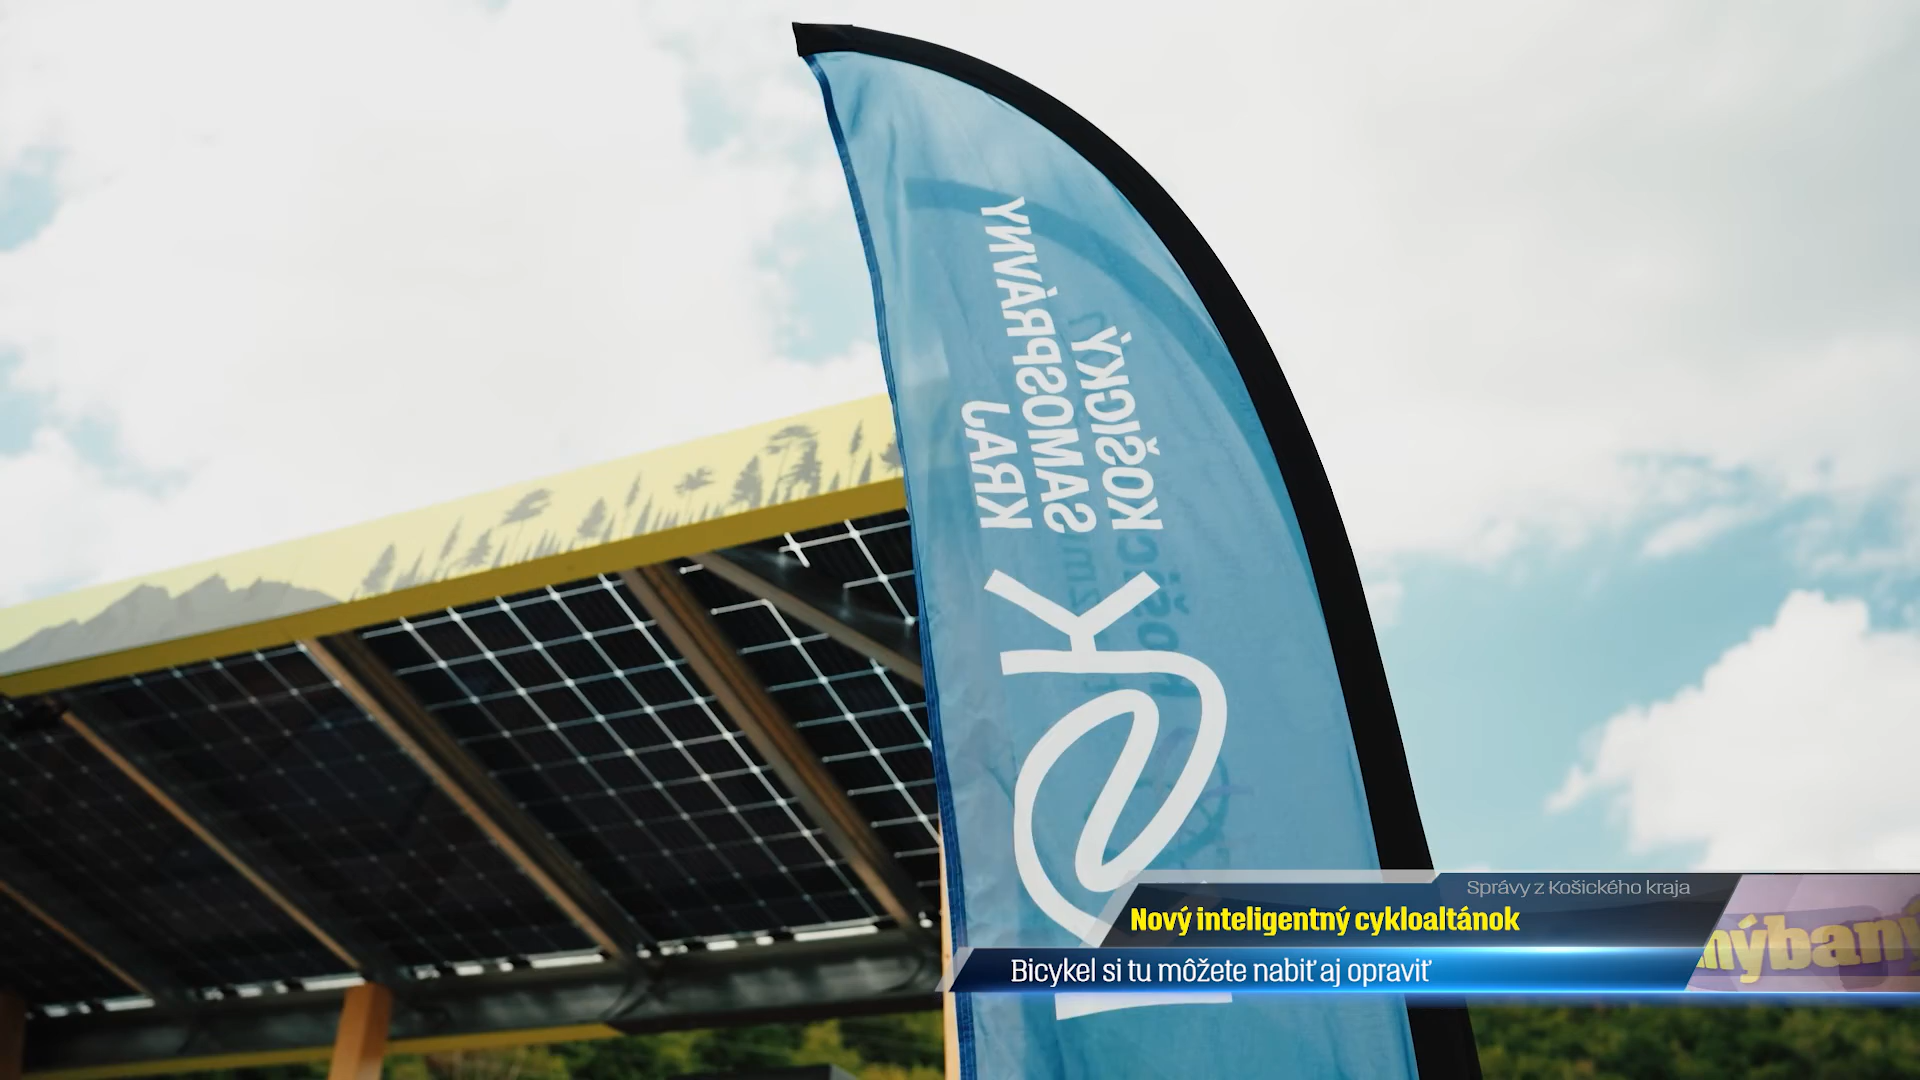 KOŠICKÝ
SAMOSPRÁVNY
KRAJ
Správy z Košického kraja
Nový inteligentný cykloaltánok
Bicykel si tu môžete nabiť aj opraviť